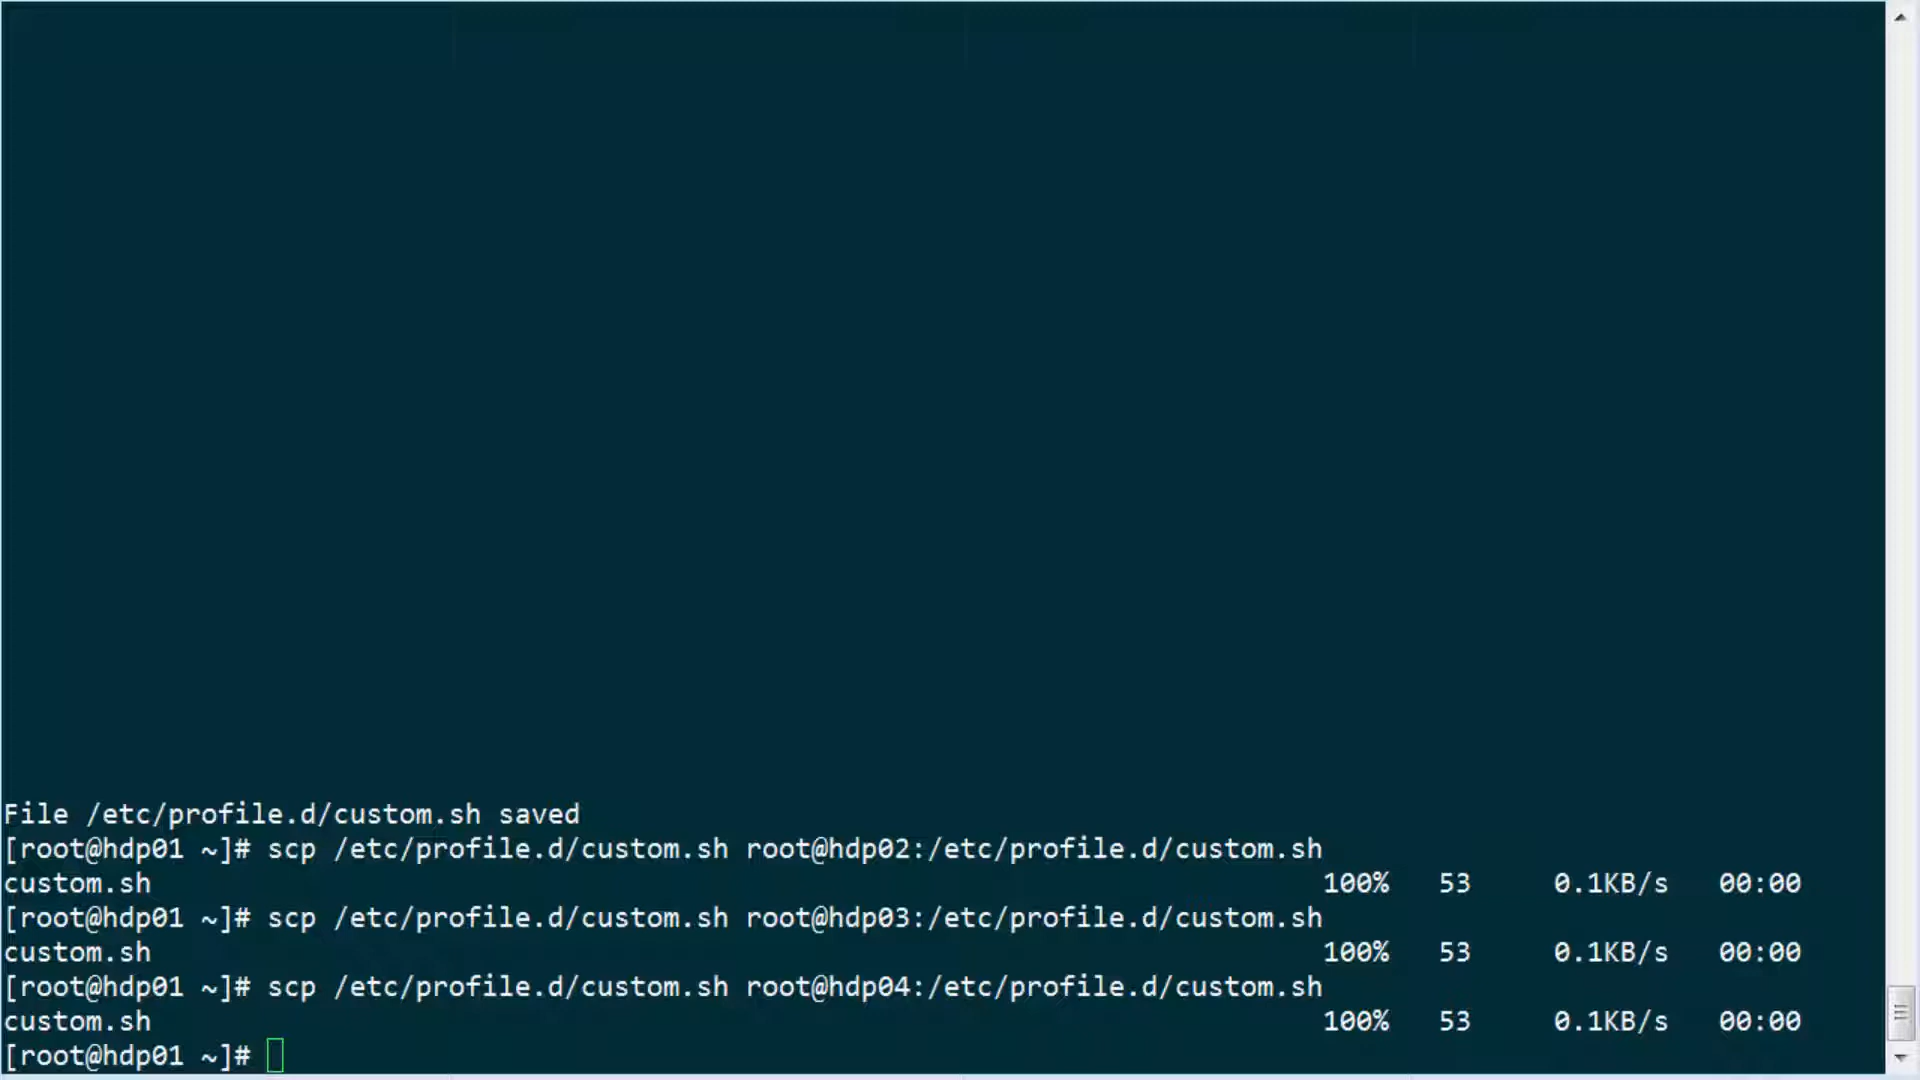 File /etc/profile.d/custom.sh saved
[root@hdp01 ~]# scp /etc/profile.d/custom.sh root@hdp02:/etc/profile.d/custom.sh
custom.sh 100% 53 0.1KB/s 00:00
[root@hdp01 ~]# scp /etc/profile.d/custom.sh root@hdp03:/etc/profile.d/custom.sh
custom.sh 100% 53 0.1KB/s 00:00
[root@hdp01 ~]# scp /etc/profile.d/custom.sh root@hdp04:/etc/profile.d/custom.sh
custom.sh 100% 53 0.1KB/s 00:00
[root@hdp01 ~]#